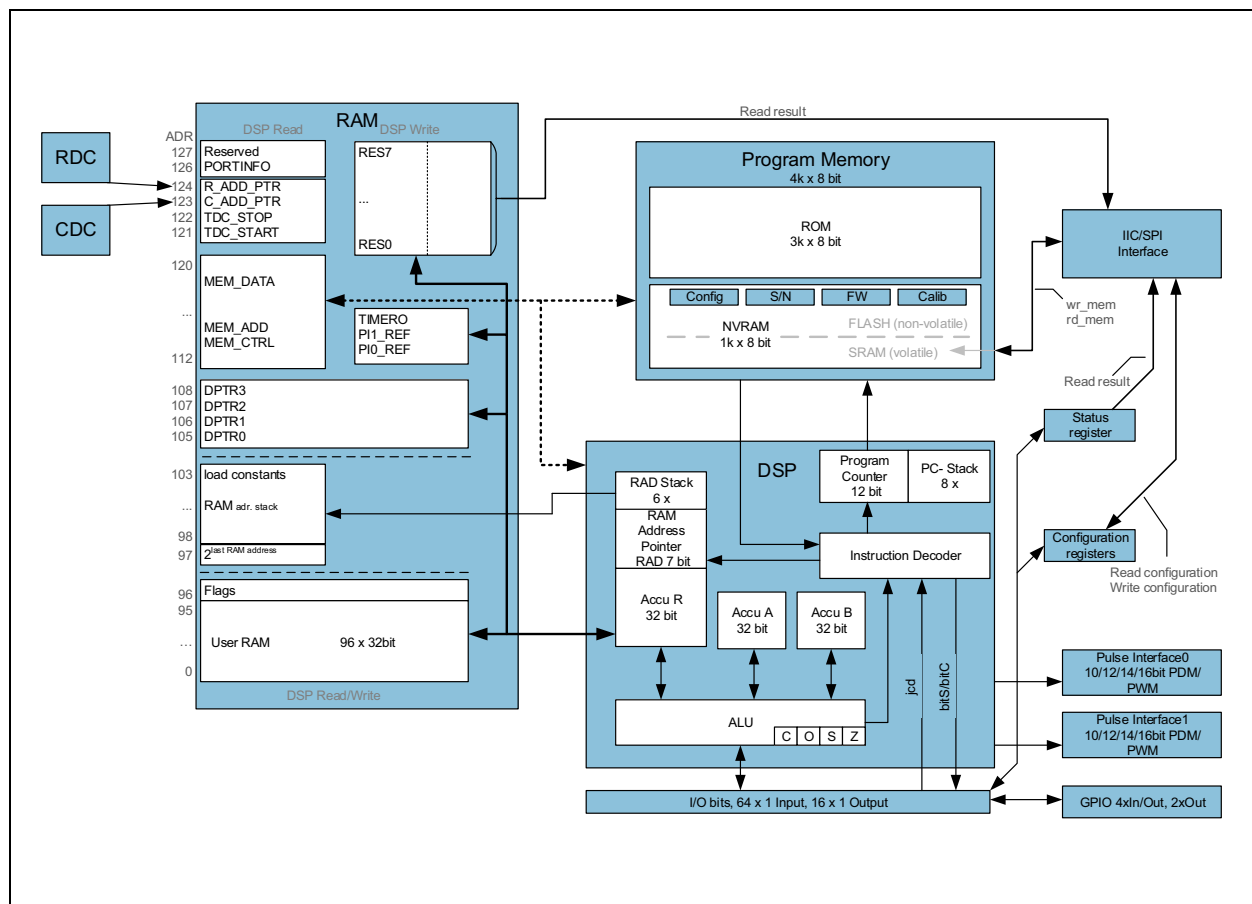 RDC
CDC
ADR
127
126
124
123
122
121
120
...
112
108
107
106
105
103
...
98
97
96
95
...
0
RAM
DSP Read
DSP Write
Reserved
PORTINFO
R_ADD_PTR
C_ADD_PTR
TDC_STOP
TDC_START
MEM_DATA
...
MEM_ADD
MEM_CTRL
RES7
...
RES0
TIMERO
PI1_REF
PI0_REF
DPTR3
DPTR2
DPTR1
DPTR0
load constants
RAM adr. stack
2last RAM address
Flags
User RAM 96 x 32bit
DSP Read/Write
Read result
Program Memory
4k x 8 bit
ROM
3k x 8 bit
Config S/N FW Calib
NVRAM
1k x 8 bit
FLASH (non-volatile)
SRAM (volatile)
IIC/SPI
Interface
wr_mem
rd_mem
Read result
Status
register
Configuration
registers
Read configuration
Write configuration
DSP
RAD Stack
6 x
RAM
Address
Pointer
RAD 7 bit
Accu R
32 bit
Accu A
32 bit
Accu B
32 bit
Program
Counter
12 bit
PC- Stack
8 x
Instruction Decoder
jcd
bitS/bitC
ALU
C O S Z
I/O bits, 64 x 1 Input, 16 x 1 Output
Pulse Interface0
10/12/14/16bit PDM/
PWM
Pulse Interface1
10/12/14/16bit PDM/
PWM
GPIO 4xIn/Out, 2xOut